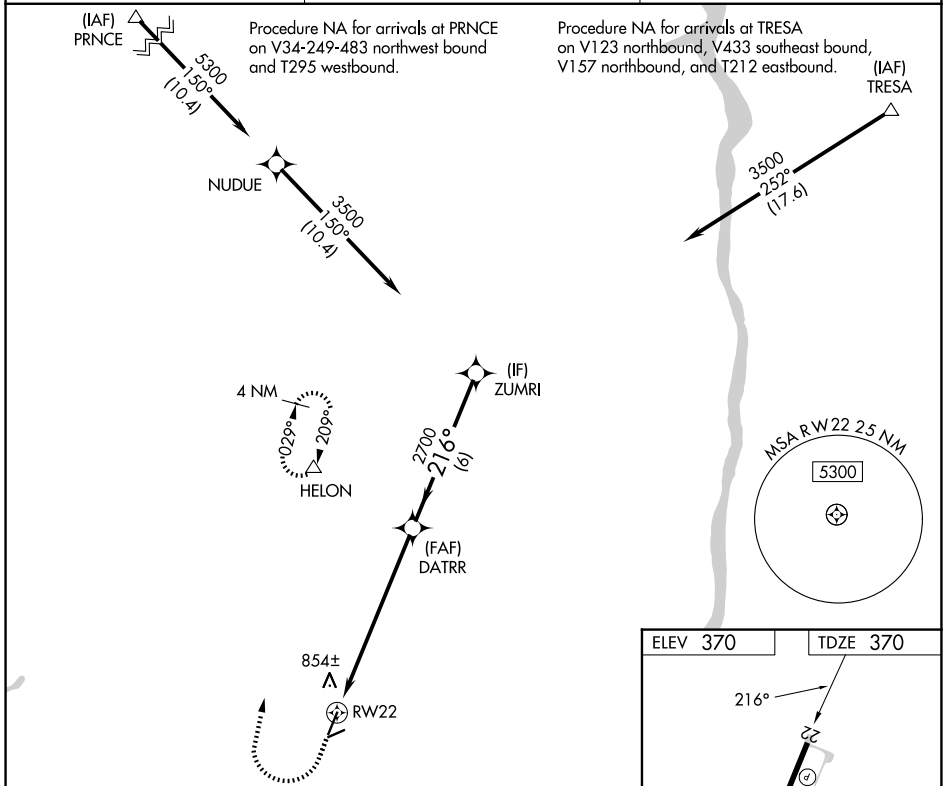 (IAF)
PRNCE
5300
150°
(10.4)
Procedure NA for arrivals at PRNCE
on V34-249-483 northwest bound
and T295 westbound.
Procedure NA for arrivals at TRESA
on V123 northbound, V433 southeast bound,
V157 northbound, and T212 eastbound.
(IAF)
TRESA
3500
252°
(17.6)
NUDUE
3500
150°
(10.4)
(IF)
ZUMRI
4 NM
029°
209°
HELON
2700
216°
(6)
(FAF)
DATRR
MSA RW22 25 NM
5300
854±
RW22
ELEV 370
TDZE 370
216°
22
P